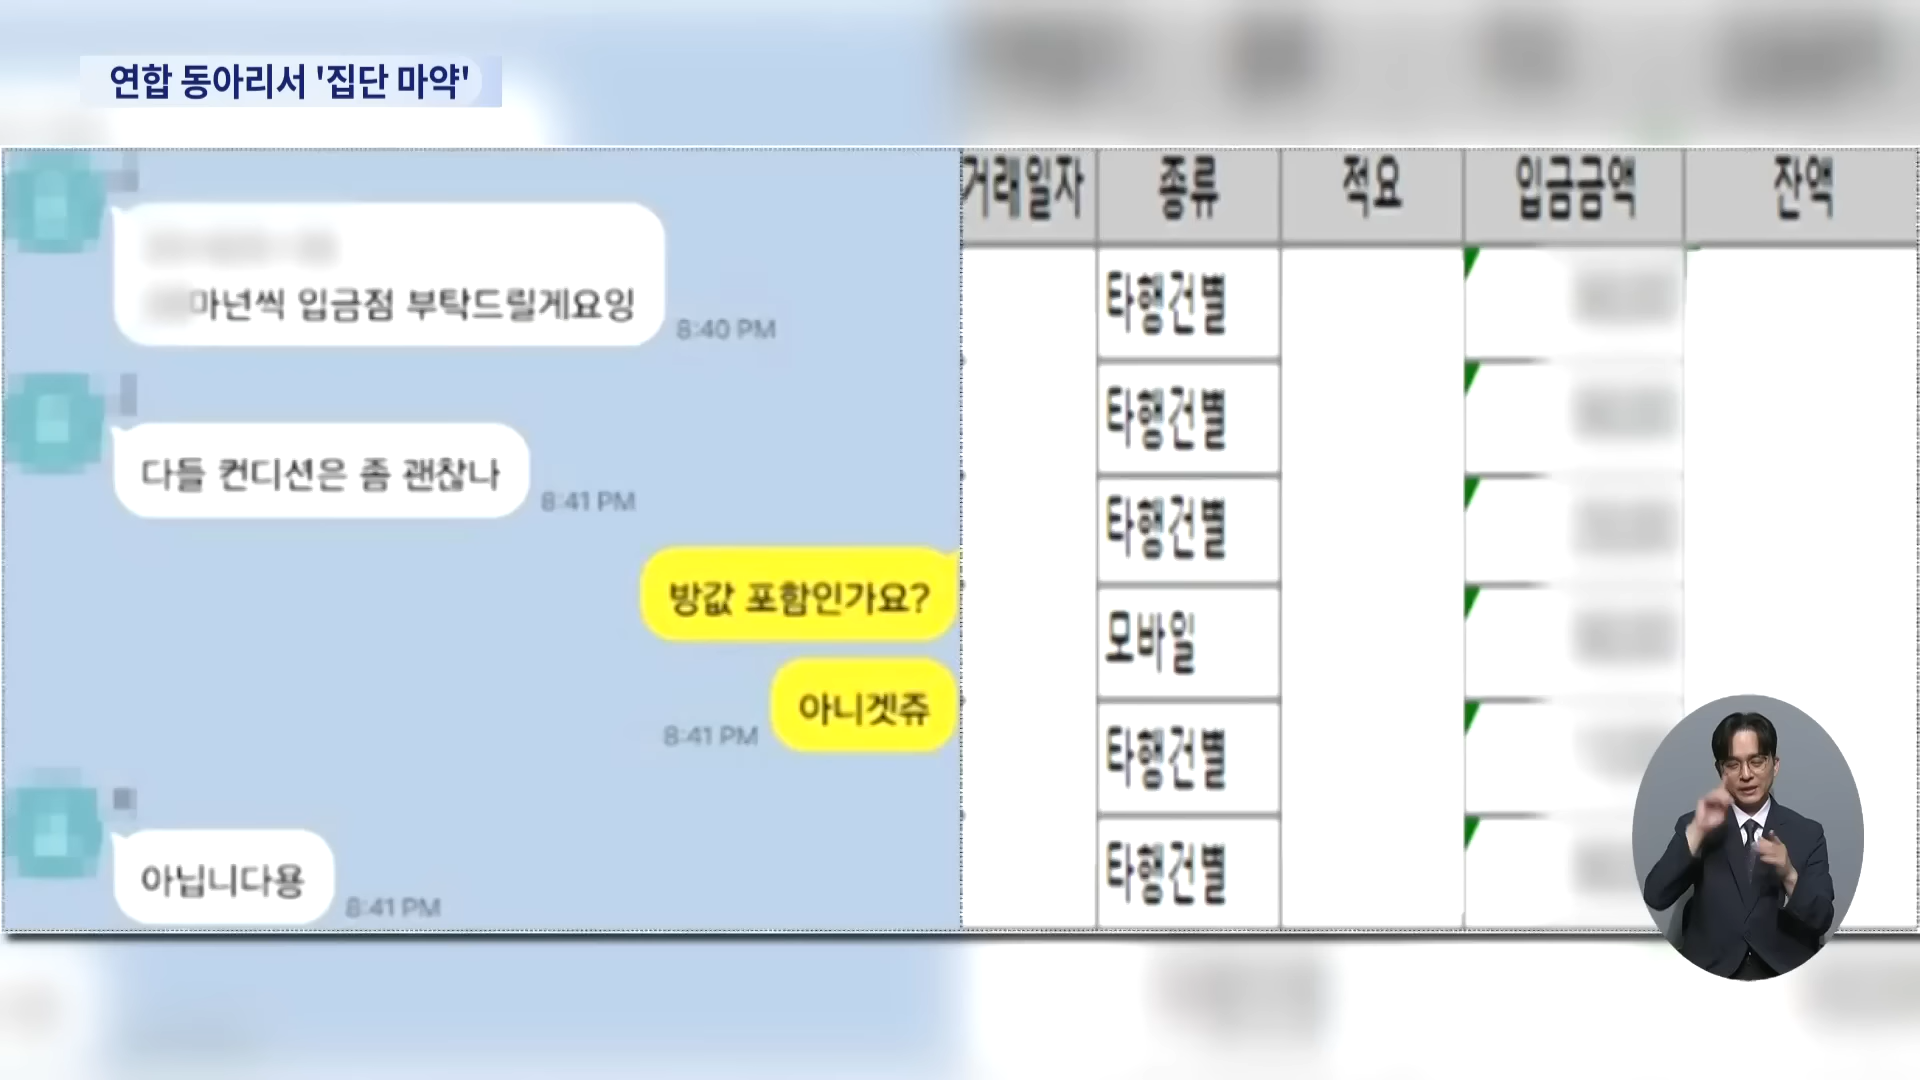 연합 동아리서 '집단 마약'
마넌씩 입금점 부탁드릴게요잉
8:40 PM
다들 컨디션은 좀 괜찮나
8:41 PM
방값 포함인가요?
아니겟쥬
8:41 PM
아닙니다용
8:41 PM
거래일자 종류 적요 입금금액 잔액
타행건별
타행건별
타행건별
모바일
타행건별
타행건별